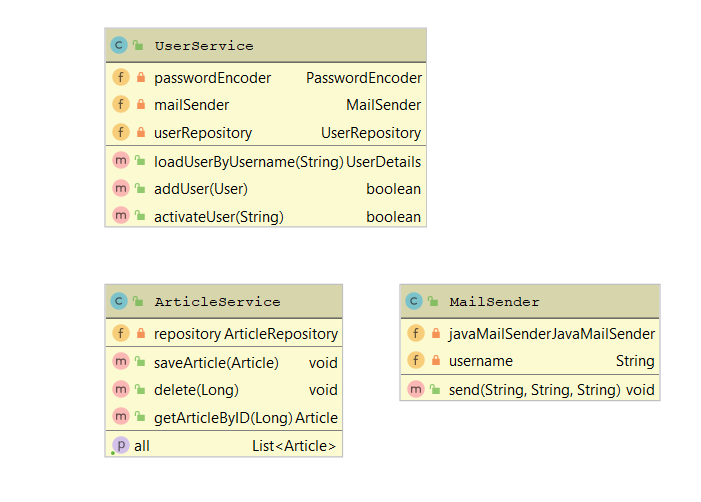 C UserService
f passwordEncoder PasswordEncoder
f mailSender MailSender
f userRepository UserRepository
m loadUserByUsername(String) UserDetails
m addUser(User) boolean
m activateUser(String) boolean
C ArticleService
f repository ArticleRepository
m saveArticle(Article) void
m delete(Long) void
m getArticleByID(Long) Article
p all List<Article>
C MailSender
f javaMailSenderJavaMailSender
f username String
m send(String, String, String) void